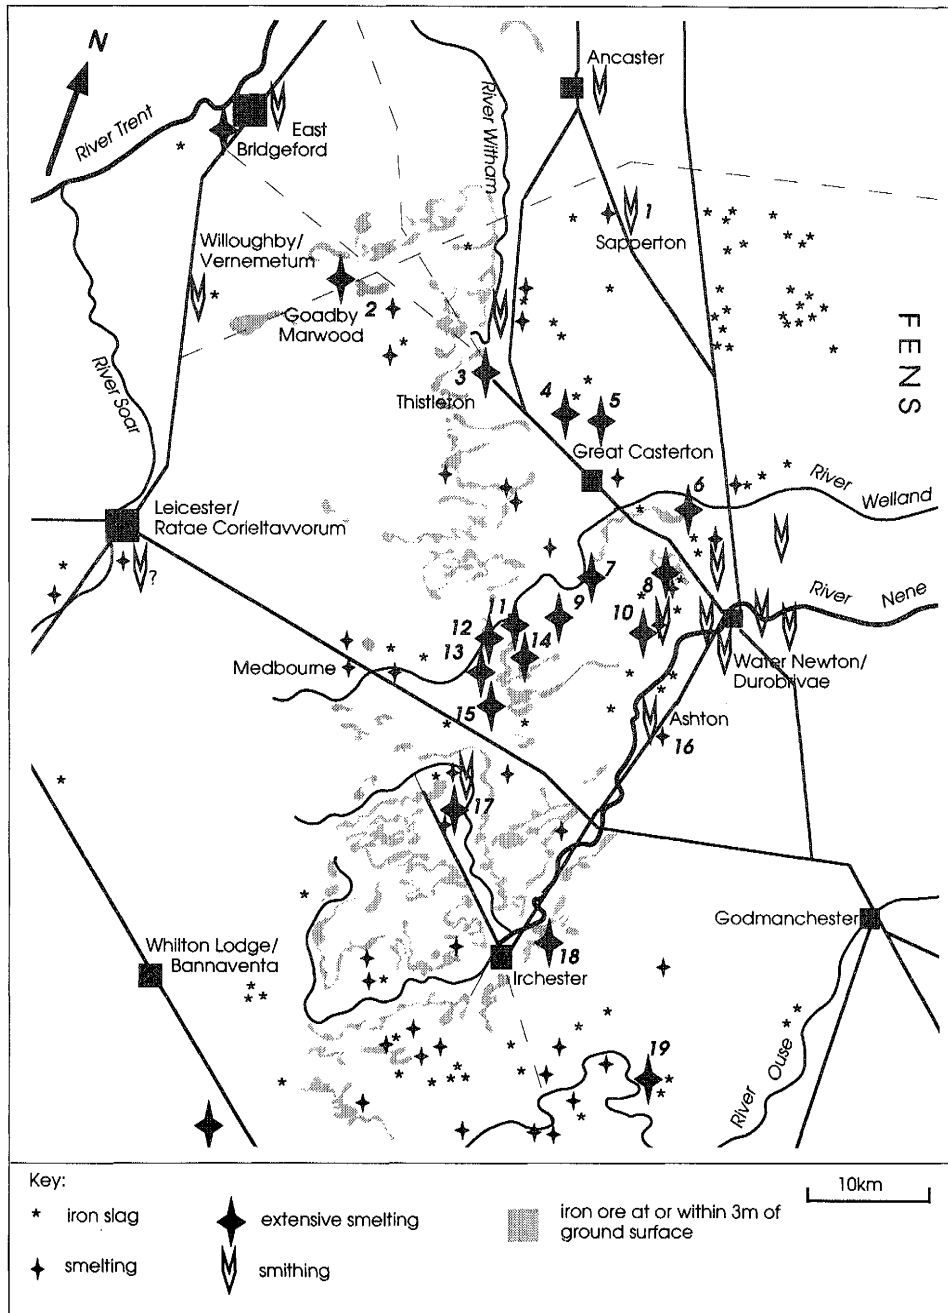 N
Ancaster
River Trent
East
Bridgeford
River Witham
1
Sapperton
Willoughby/
Vernemetum
2
Goadby
Marwood
FENS
River Soar
3
Thistleton
4
5
Great Casterton
6
River
Welland
Leicester/
Ratae Corieltavvorum
?
7
8
9
10
River
Nene
11
12
13
14
Medbourne
Water Newton/
Durobrivae
15
Ashton
16
17
Godmanchester
Whilton Lodge/
Bannaventa
18
Irchester
19
River Ouse
Key:
10km
iron slag
extensive smelting
iron ore at or within 3m of
ground surface
smelting
smithing